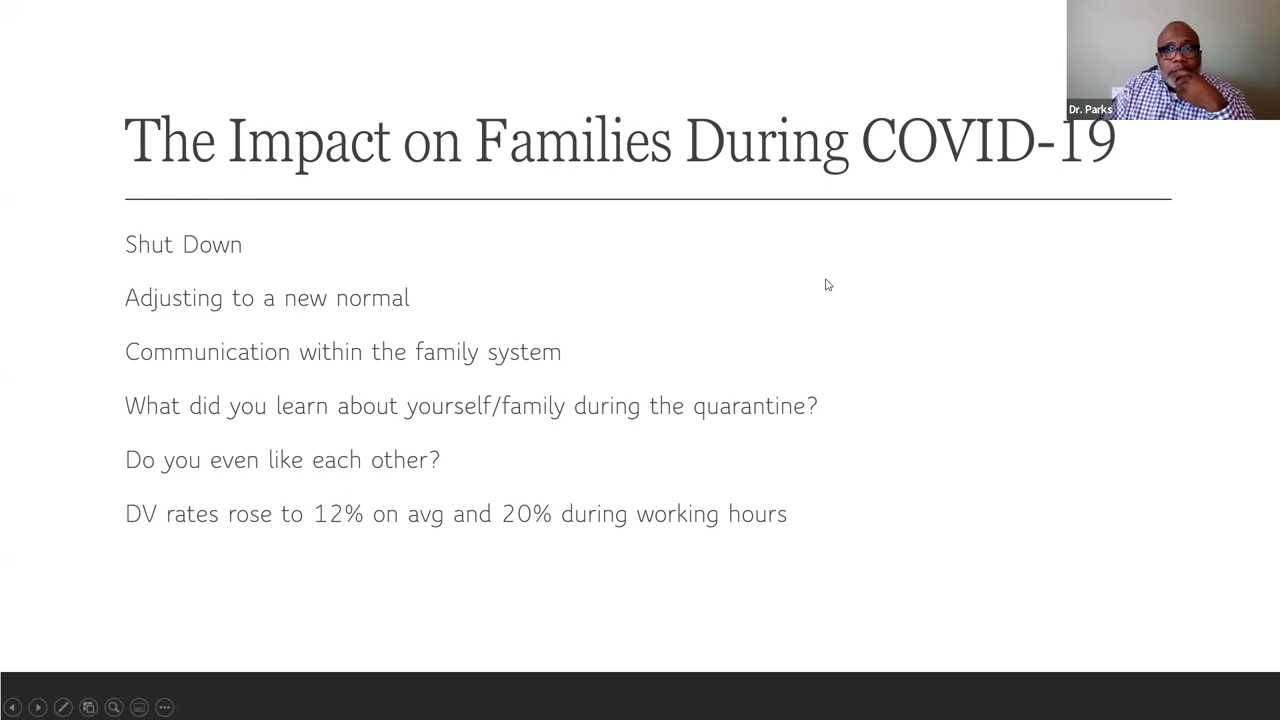 Dr. Parks
The Impact on Families During COVID-19
Shut Down
Adjusting to a new normal
Communication within the family system
What did you learn about yourself/family during the quarantine?
Do you even like each other?
DV rates rose to 12% on avg and 20% during working hours